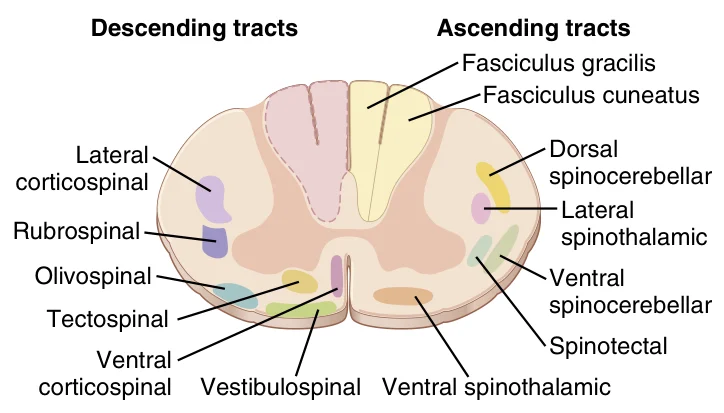 Descending tracts
Ascending tracts
Fasciculus gracilis
Fasciculus cuneatus
Lateral
corticospinal
Rubrospinal
Olivospinal
Tectospinal
Ventral
corticospinal
Vestibulospinal
Ventral spinothalamic
Dorsal
spinocerebellar
Lateral
spinothalamic
Ventral
spinocerebellar
Spinotectal